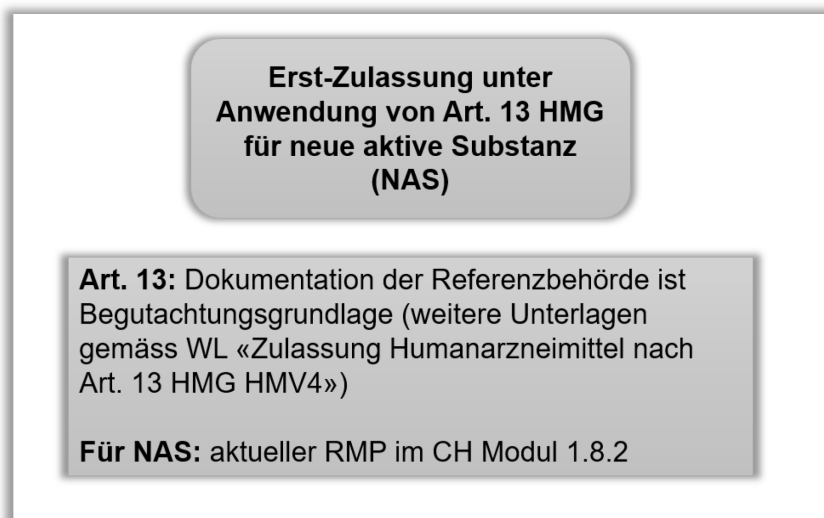 Erst-Zulassung unter
Anwendung von Art. 13 HMG
für neue aktive Substanz
(NAS)
Art. 13: Dokumentation der Referenzbehörde ist
Begutachtungsgrundlage (weitere Unterlagen
gemäss WL «Zulassung Humanarzneimittel nach
Art. 13 HMG HMV4»)
Für NAS: aktueller RMP im CH Modul 1.8.2